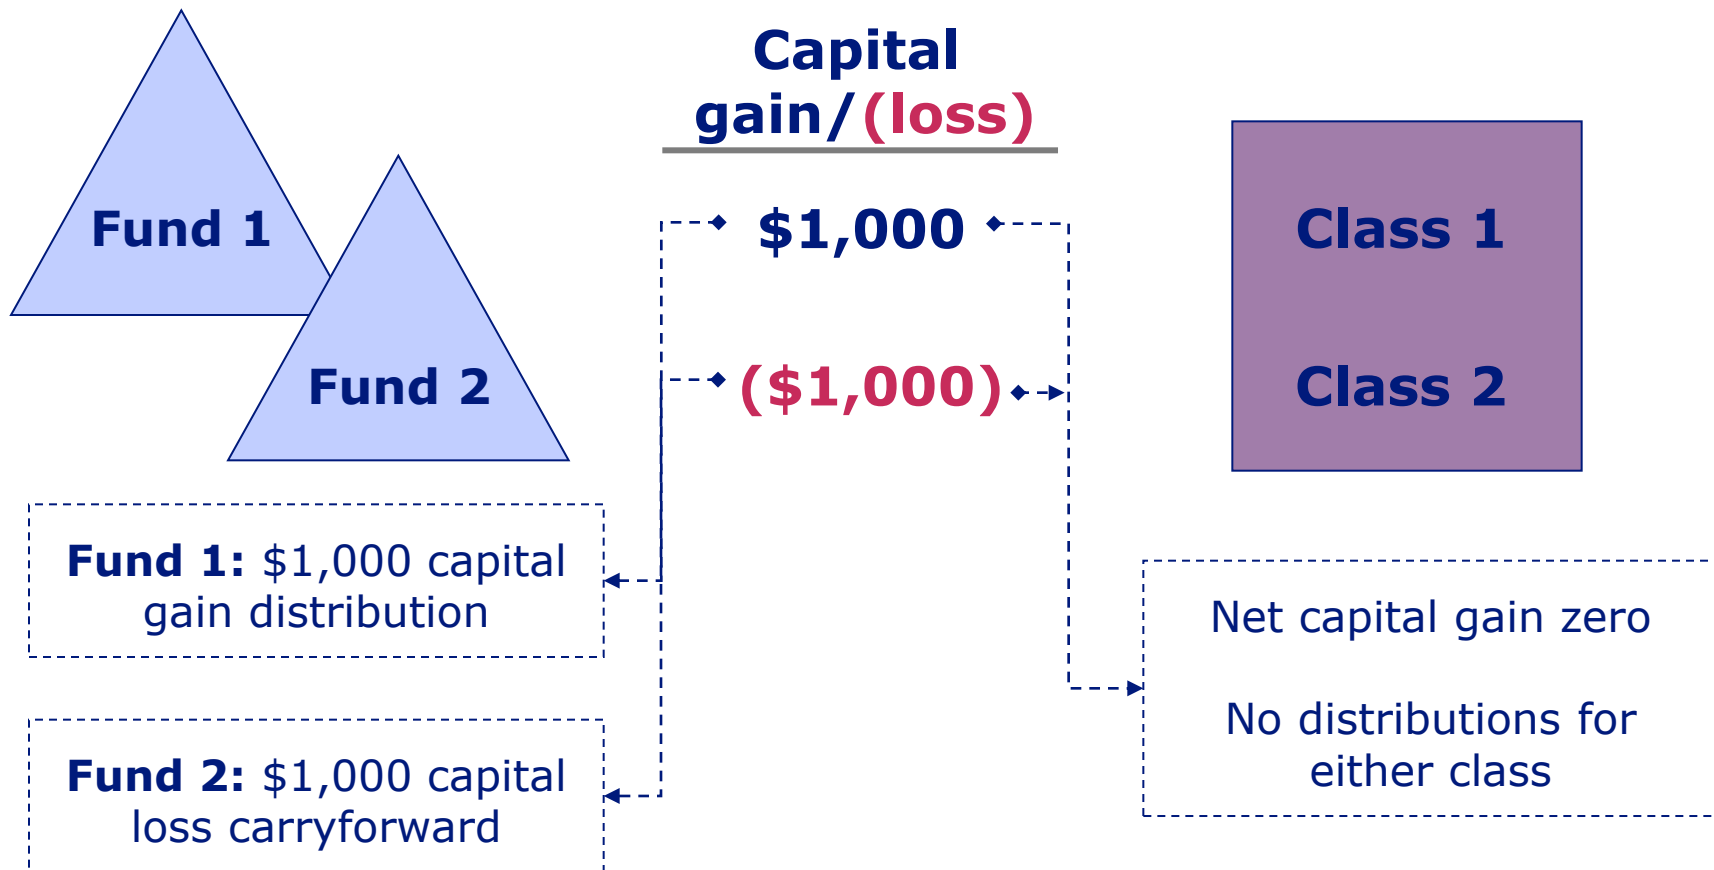 Capital
gain/(loss)
Fund 1
$1,000
Class 1
Fund 2
($1,000)
Class 2
Fund 1: $1,000 capital
gain distribution
Fund 2: $1,000 capital
loss carryforward
Net capital gain zero
No distributions for
either class